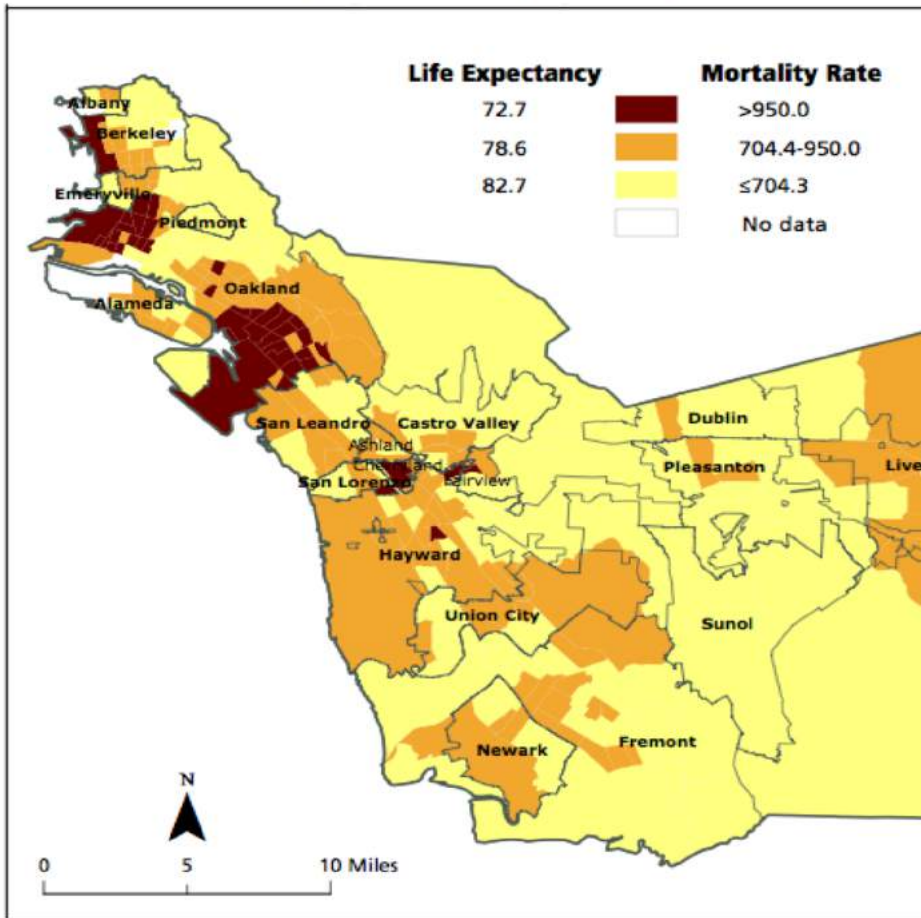 Life Expectancy Mortality Rate
72.7 >950.0
78.6 704.4-950.0
82.7 ≤704.3
No data
Albany
Berkeley
Emeryville
Piedmont
Oakland
Alameda
San Leandro
Castro Valley
Ashland
Cherryland
San Lorenzo
Fairview
Dublin
Pleasanton
Live
Hayward
Union City
Sunol
Newark
Fremont
N
0 5 10 Miles